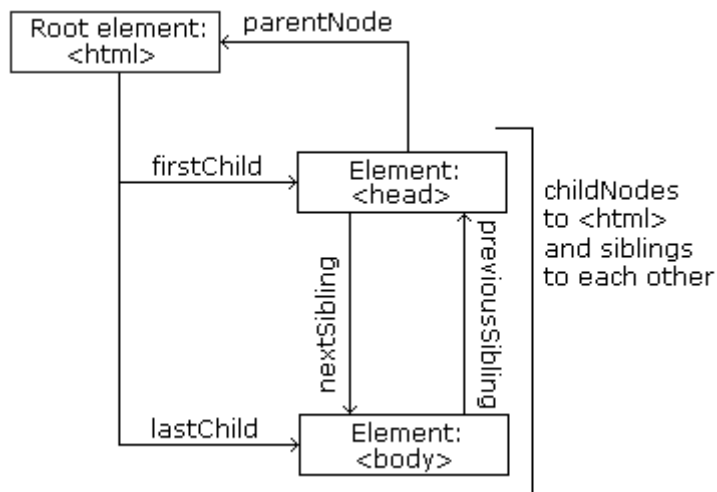 Root element:
<html>
parentNode
firstChild
Element:
<head>
childNodes
to <html>
and siblings
to each other
nextSibling
previousSibling
lastChild
Element:
<body>